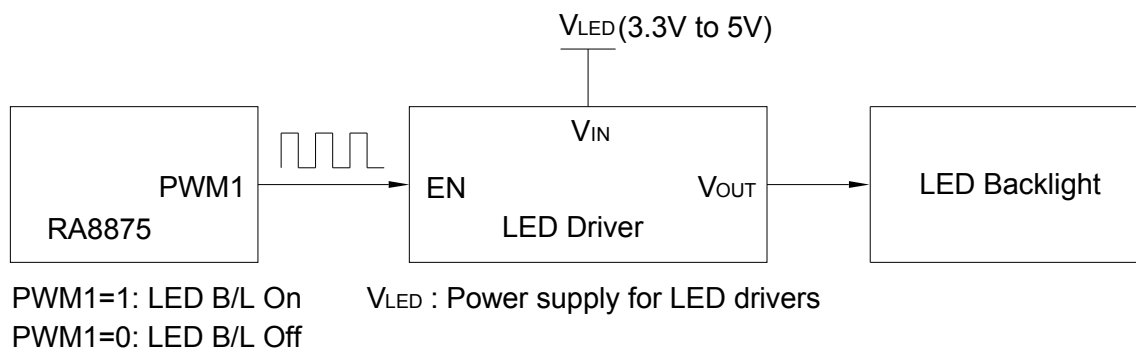 VLED (3.3V to 5V)
VIN
PWM1
EN
VOUT
LED Backlight
RA8875
LED Driver
PWM1=1: LED B/L On
VLED : Power supply for LED drivers
PWM1=0: LED B/L Off